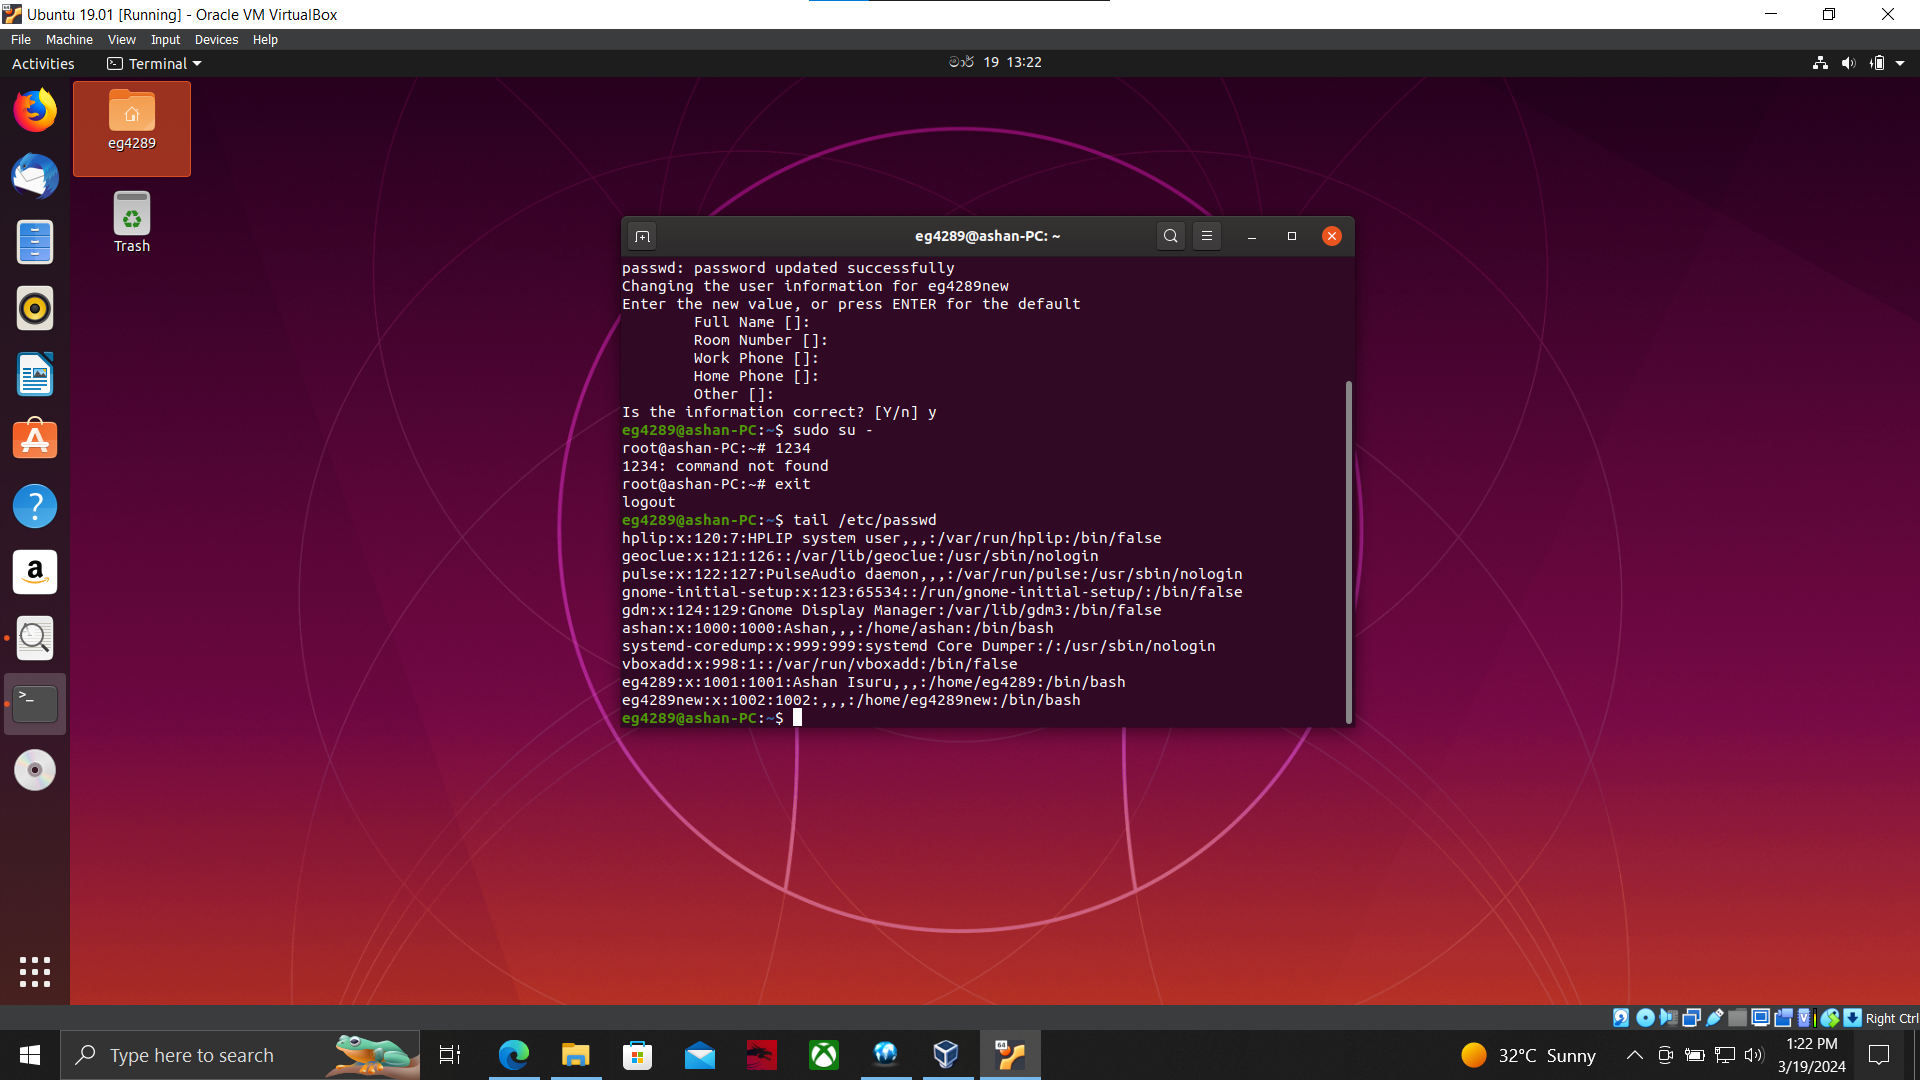 Ubuntu 19.01 [Running] - Oracle VM VirtualBox
File Machine View Input Devices Help
Activities Terminal
මාර් 19 13:22
eg4289
Trash
eg4289@ashan-PC: ~
passwd: password updated successfully
Changing the user information for eg4289new
Enter the new value, or press ENTER for the default
Full Name []:
Room Number []:
Work Phone []:
Home Phone []:
Other []:
Is the information correct? [Y/n] y
eg4289@ashan-PC:~$ sudo su -
root@ashan-PC:~# 1234
1234: command not found
root@ashan-PC:~# exit
logout
eg4289@ashan-PC:~$ tail /etc/passwd
hplip:x:120:7:HPLIP system user,,,:/var/run/hplip:/bin/false
geoclue:x:121:126::/var/lib/geoclue:/usr/sbin/nologin
pulse:x:122:127:PulseAudio daemon,,,:/var/run/pulse:/usr/sbin/nologin
gnome-initial-setup:x:123:65534::/run/gnome-initial-setup/:/bin/false
gdm:x:124:129:Gnome Display Manager:/var/lib/gdm3:/bin/false
ashan:x:1000:1000:Ashan,,,:/home/ashan:/bin/bash
systemd-coredump:x:999:999:systemd Core Dumper:/:/usr/sbin/nologin
vboxadd:x:998:1::/var/run/vboxadd:/bin/false
eg4289:x:1001:1001:Ashan Isuru,,,:/home/eg4289:/bin/bash
eg4289new:x:1002:1002:,,,:/home/eg4289new:/bin/bash
eg4289@ashan-PC:~$
Right Ctrl
Type here to search
64
32°C Sunny
1:22 PM
3/19/2024